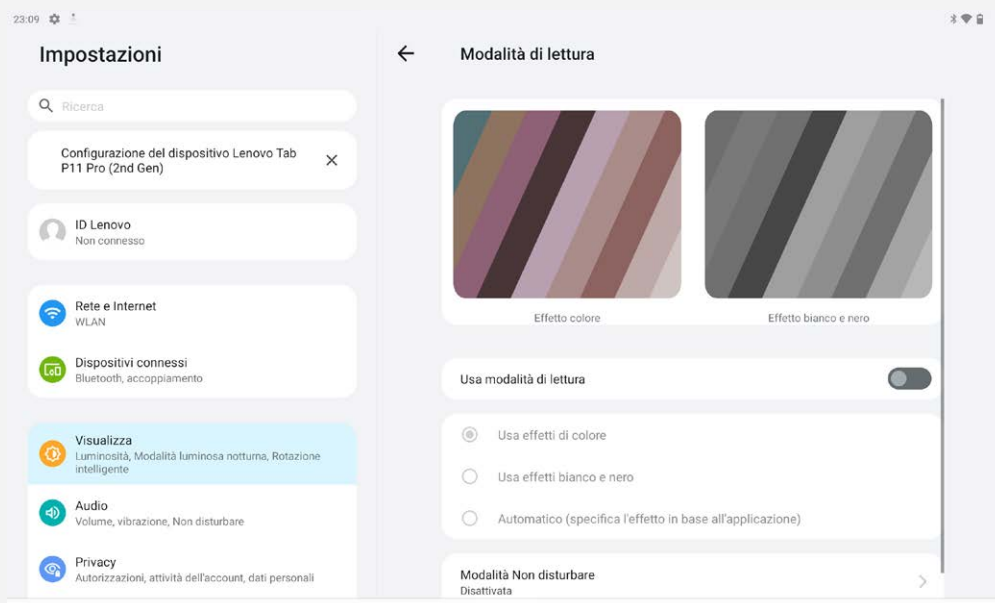 23:09
Impostazioni
Ricerca
Configurazione del dispositivo Lenovo Tab
P11 Pro (2nd Gen)
ID Lenovo
Non connesso
Rete e Internet
WLAN
Dispositivi connessi
Bluetooth, accoppiamento
Visualizza
Luminosità, Modalità luminosa notturna, Rotazione
intelligente
Audio
Volume, vibrazione, Non disturbare
Privacy
Autorizzazioni, attività dell'account, dati personali
Modalità di lettura
Effetto colore
Effetto bianco e nero
Usa modalità di lettura
Usa effetti di colore
Usa effetti bianco e nero
Automatico (specifica l'effetto in base all'applicazione)
Modalità Non disturbare
Disattivata